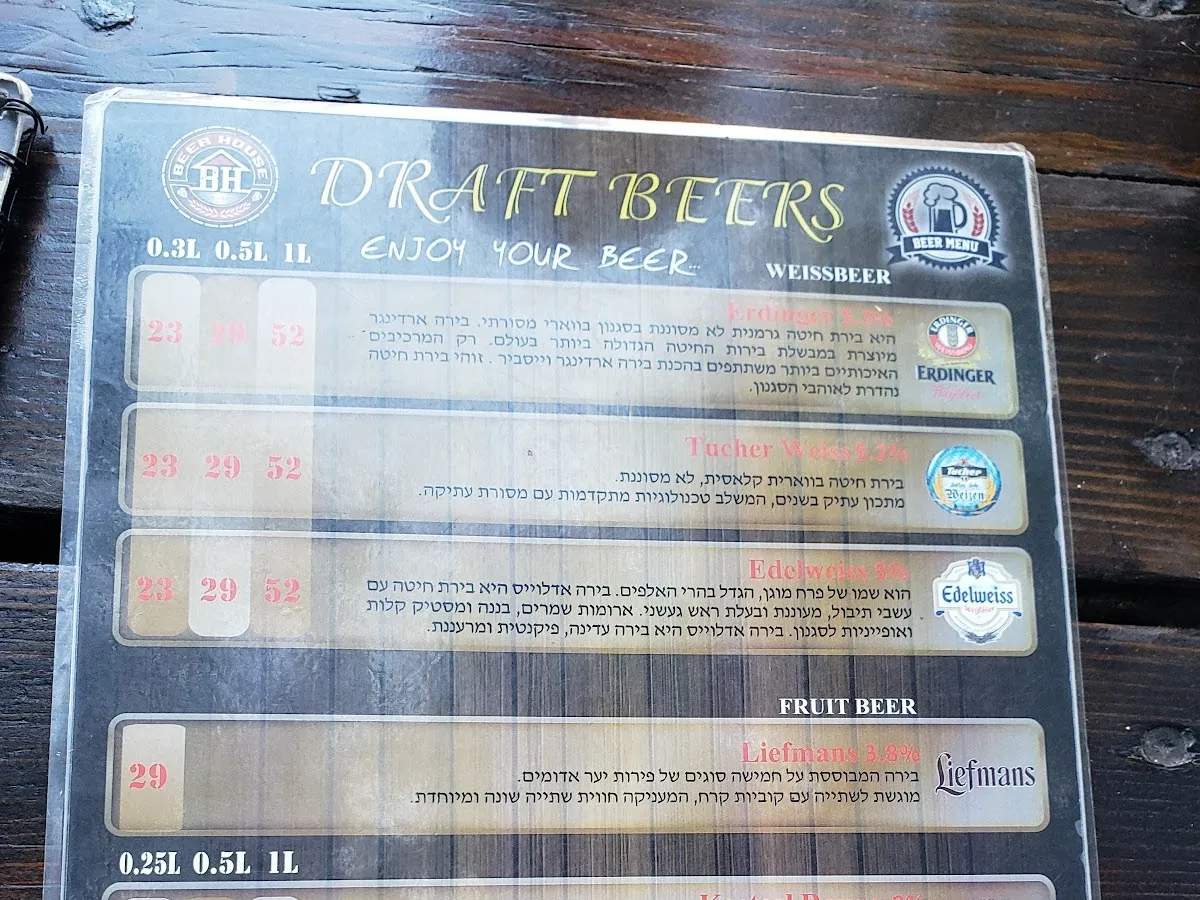 BEER HOUSE
BH
DRAFT BEERS
ENJOY YOUR BEER...
BEER MENU
0.3L 0.5L 1L
WEISSBEER
Erdinger
23 29 52
היא בירת חיטה גרמנית לא מסוננת בסגנון בווארי מסורתי. בירה ארדינגר
מיוצרת במבשלת בירות החיטה הגדולה ביותר בעולם. רק המרכיבים
האיכותיים ביותר משתתפים בהכנת בירה ארדינגר וייסביר . זוהי בירת חיטה
נהדרת לאוהבי הסגנון.
ERDINGER
WEISSBRÄU
ERDINGER
Tucher Weiss 5.2%
23 29 52
בירת חיטה בווארית קלאסית, לא מסוננת.
מתכון עתיק בשנים, המשלב טכנולוגיות מתקדמות עם מסורת עתיקה.
Tucher
Weizen
Edelweiss 5%
23 29 52
הוא שמו של פרח מוגן, הגדל בהרי האלפים. בירה אדלוייס היא בירת חיטה עם
עשבי תיבול, מעוננת ובעלת ראש געשני. ארומות שמרים, בננה ומסטיק קלות
ואופייניות לסגנון. בירה אדלוייס היא בירה עדינה, פיקנטית ומרעננת.
Edelweiss
Weißbier
FRUIT BEER
Liefmans 3.8%
29
בירה המבוססת על חמישה סוגים של פירות יער אדומים.
מוגשת לשתייה עם קוביות קרח, המעניקה חווית שתייה שונה ומיוחדת.
Liefmans
0.25L 0.5L 1L